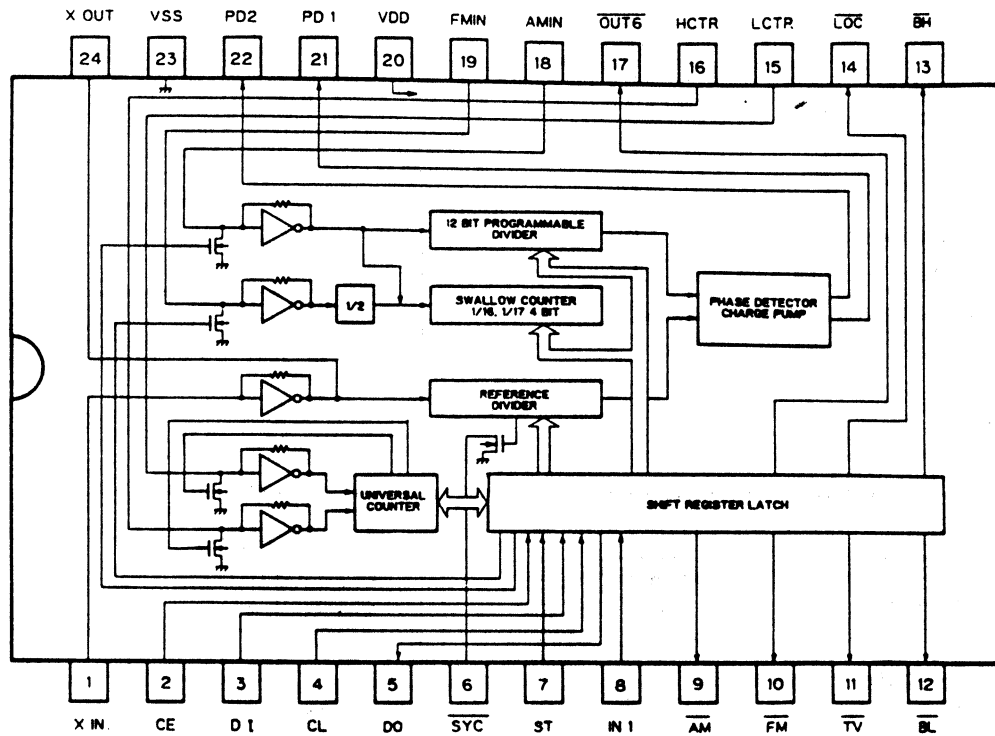 X OUT VSS PD2 PD 1 VDD FMIN AMIN OUT6 HCTR LCTR LOC BH
24 23 22 21 20 19 18 17 16 15 14 13
12 BIT PROGRAMMABLE
DIVIDER
1/2
SWALLOW COUNTER
1/16, 1/17 4 BIT
PHASE DETECTOR
CHARGE PUMP
REFERENCE
DIVIDER
UNIVERSAL
COUNTER
SHIFT REGISTER LATCH
1 2 3 4 5 6 7 8 9 10 11 12
X IN CE D I CL DO SYC ST IN 1 AM FM TV BL